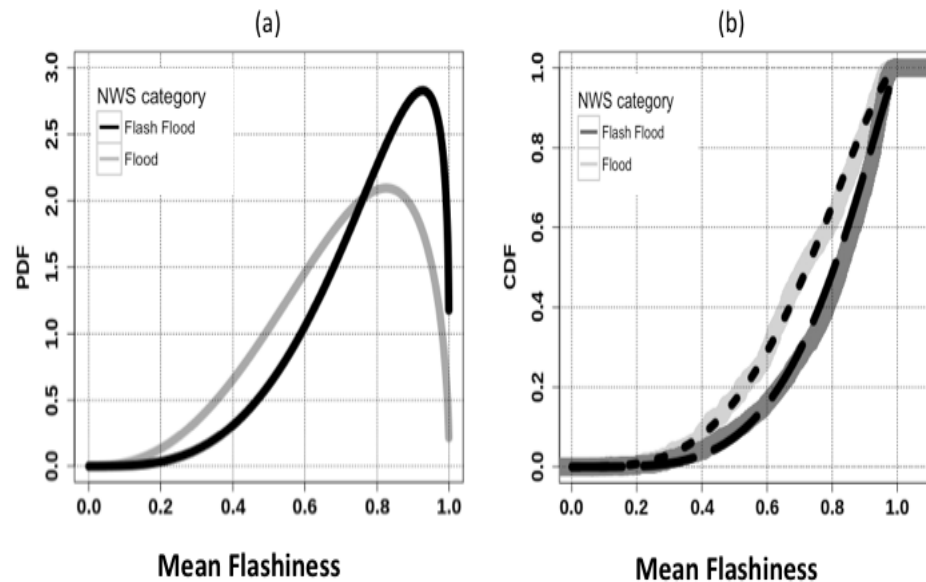 (a)
PDF
3.0
2.5
2.0
1.5
1.0
0.5
0.0
NWS category
Flash Flood
Flood
0.0 0.2 0.4 0.6 0.8 1.0
Mean Flashiness
(b)
CDF
1.0
0.8
0.6
0.4
0.2
0.0
NWS category
Flash Flood
Flood
0.0 0.2 0.4 0.6 0.8 1.0
Mean Flashiness